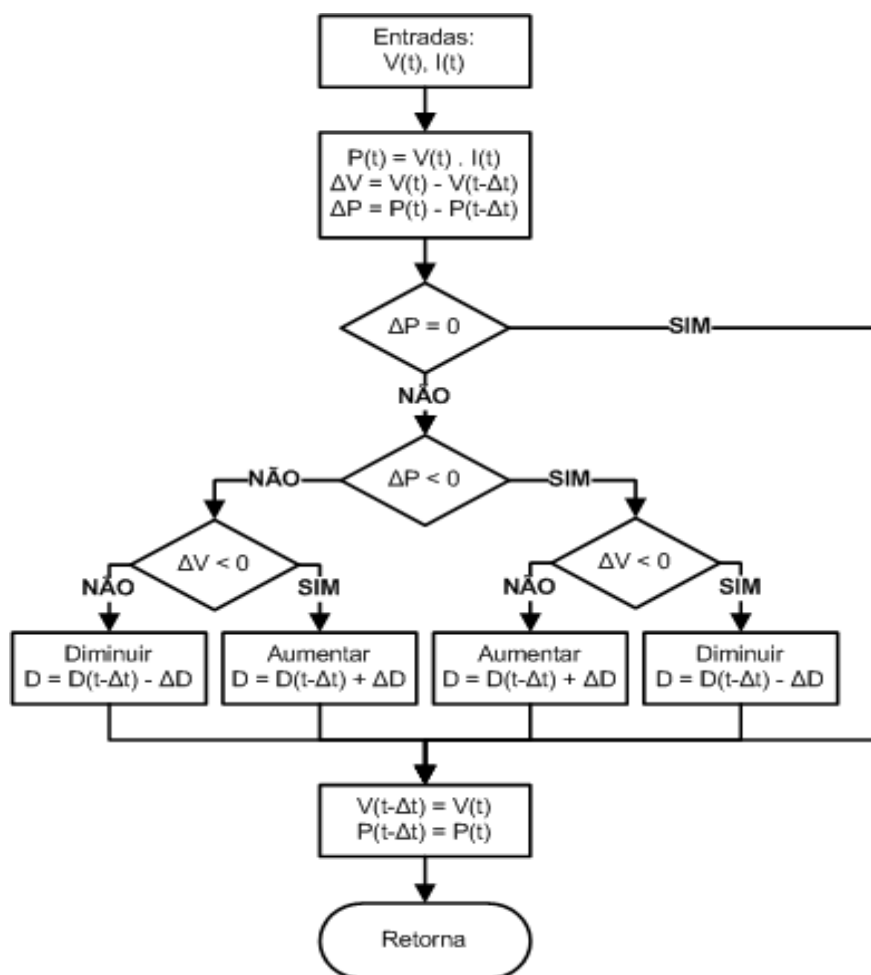 Entradas:
V(t), I(t)
P(t) = V(t) . I(t)
ΔV = V(t) - V(t-Δt)
ΔP = P(t) - P(t-Δt)
ΔP = 0
SIM
NÃO
ΔP < 0
NÃO
SIM
ΔV < 0
NÃO
SIM
ΔV < 0
NÃO
SIM
Diminuir
D = D(t-Δt) - ΔD
Aumentar
D = D(t-Δt) + ΔD
Aumentar
D = D(t-Δt) + ΔD
Diminuir
D = D(t-Δt) - ΔD
V(t-Δt) = V(t)
P(t-Δt) = P(t)
Retorna